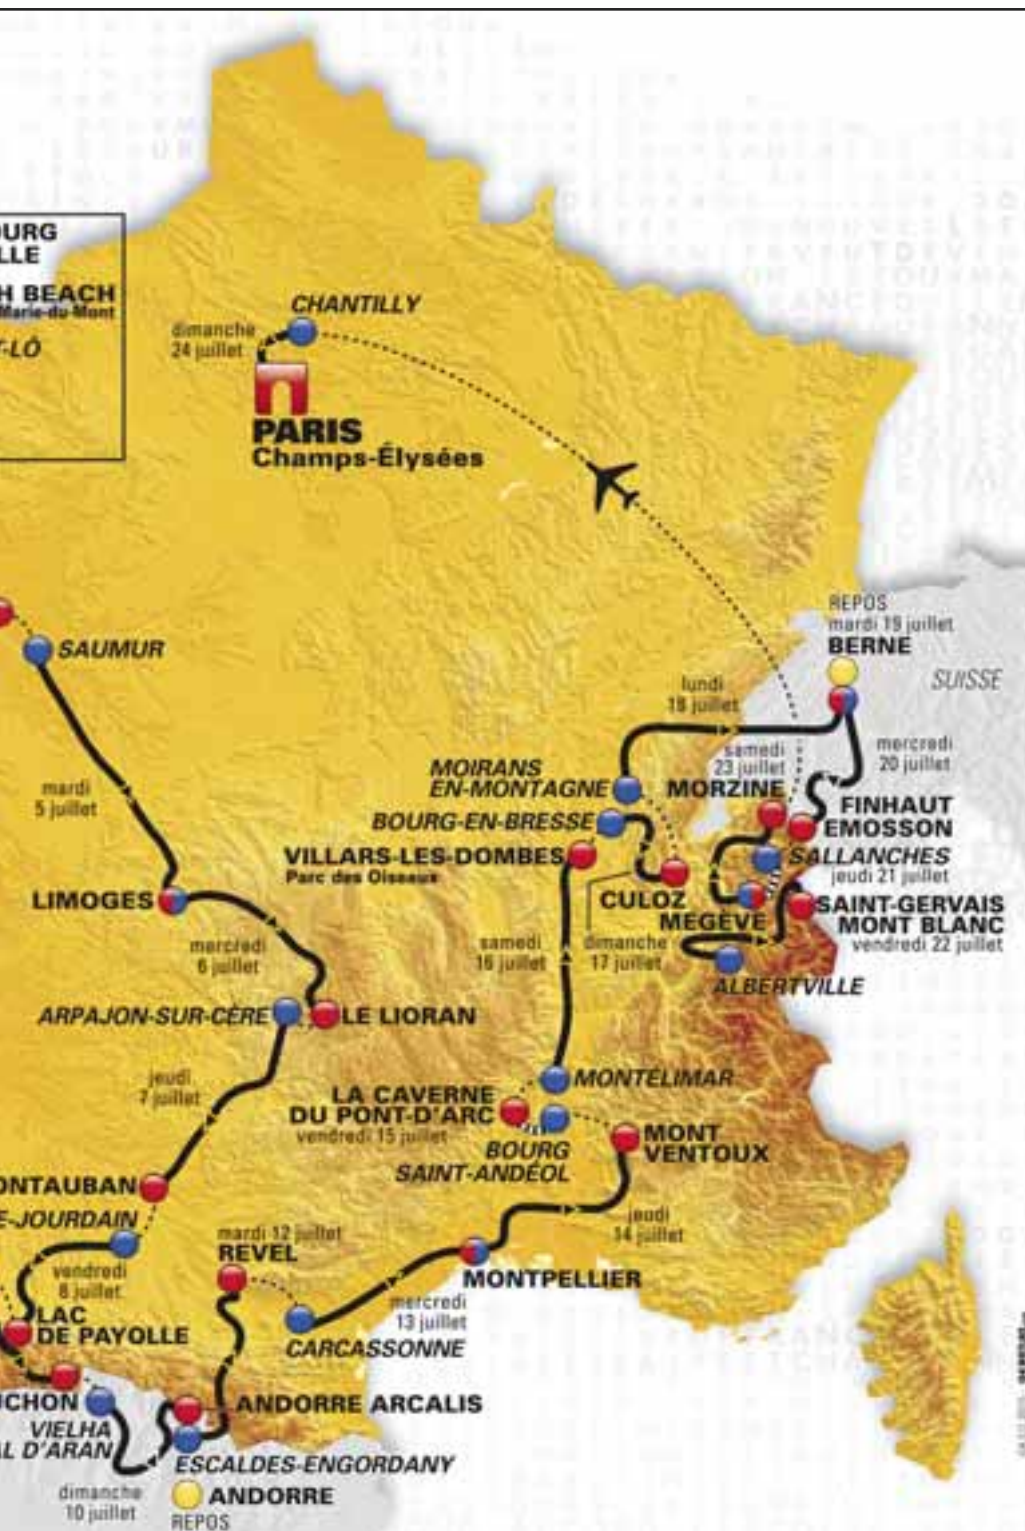 OURG
LLE
H BEACH
Marie-du-Mont
T-LÔ
CHANTILLY
dimanche
24 juillet
PARIS
Champs-Élysées
REPOS
mardi 19 juillet
BERNE
SUISSE
SAUMUR
lundi
18 juillet
mardi
5 juillet
samedi
23 juillet
mercredi
20 juillet
MOIRANS
EN-MONTAGNE
MORZINE
FINHAUT
EMOSSON
BOURG-EN-BRESSE
VILLARS-LES-DOMBES
Parc des Oiseaux
SALLANCHES
jeudi 21 juillet
LIMOGES
CULOZ
MEGÈVE
SAINT-GERVAIS
MONT BLANC
vendredi 22 juillet
mercredi
6 juillet
samedi
16 juillet
dimanche
17 juillet
ALBERTVILLE
ARPAJON-SUR-CÈRE
LE LIORAN
jeudi
7 juillet
MONTÉLIMAR
LA CAVERNE
DU PONT-D'ARC
vendredi 15 juillet
BOURG
SAINT-ANDÉOL
MONT
VENTOUX
ONTAUBAN
E-JOURDAIN
mardi 12 juillet
REVEL
jeudi
14 juillet
vendredi
8 juillet
MONTPELLIER
mercredi
13 juillet
LAC
DE PAYOLLE
CARCASSONNE
UCHON
ANDORRE ARCALIS
VIELHA
AL D'ARAN
ESCALDES-ENGORDANY
dimanche
10 juillet
ANDORRE
REPOS